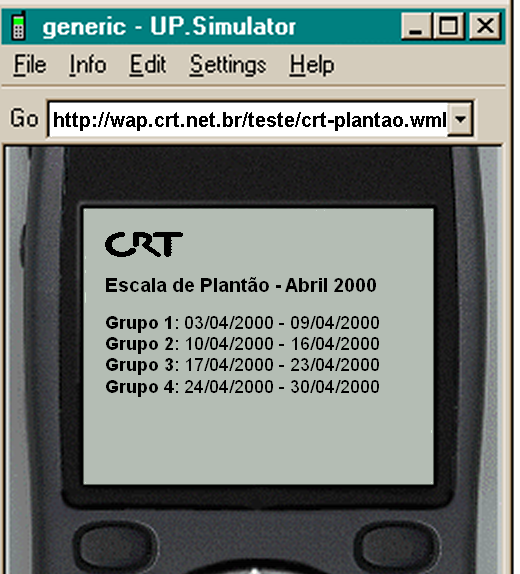 generic - UP.Simulator
File Info Edit Settings Help
Go http://wap.crt.net.br/teste/crt-plantao.wml
CRT
Escala de Plantão - Abril 2000
Grupo 1: 03/04/2000 - 09/04/2000
Grupo 2: 10/04/2000 - 16/04/2000
Grupo 3: 17/04/2000 - 23/04/2000
Grupo 4: 24/04/2000 - 30/04/2000